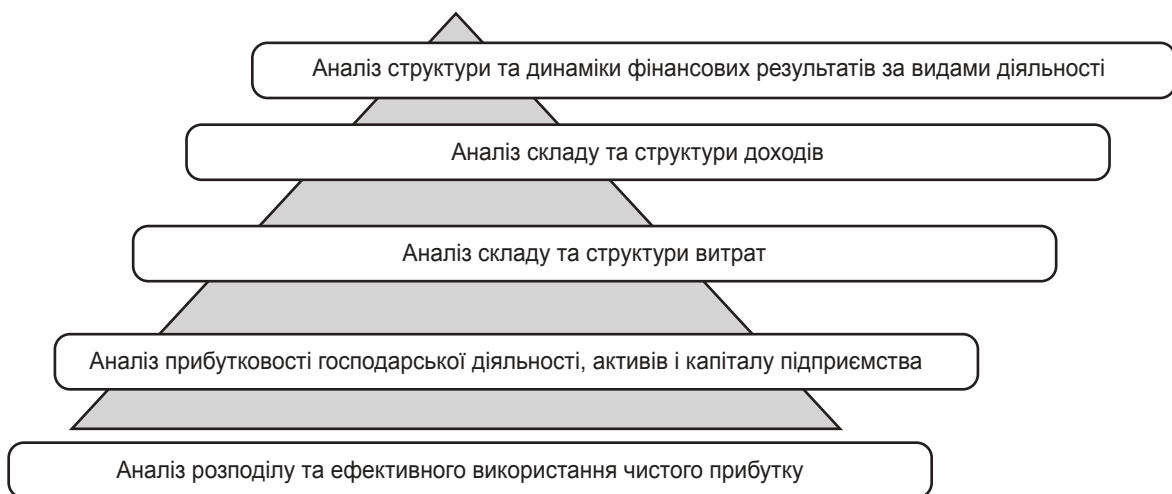 Аналіз структури та динаміки фінансових результатів за видами діяльності
Аналіз складу та структури доходів
Аналіз складу та структури витрат
Аналіз прибутковості господарської діяльності, активів і капіталу підприємства
Аналіз розподілу та ефективного використання чистого прибутку